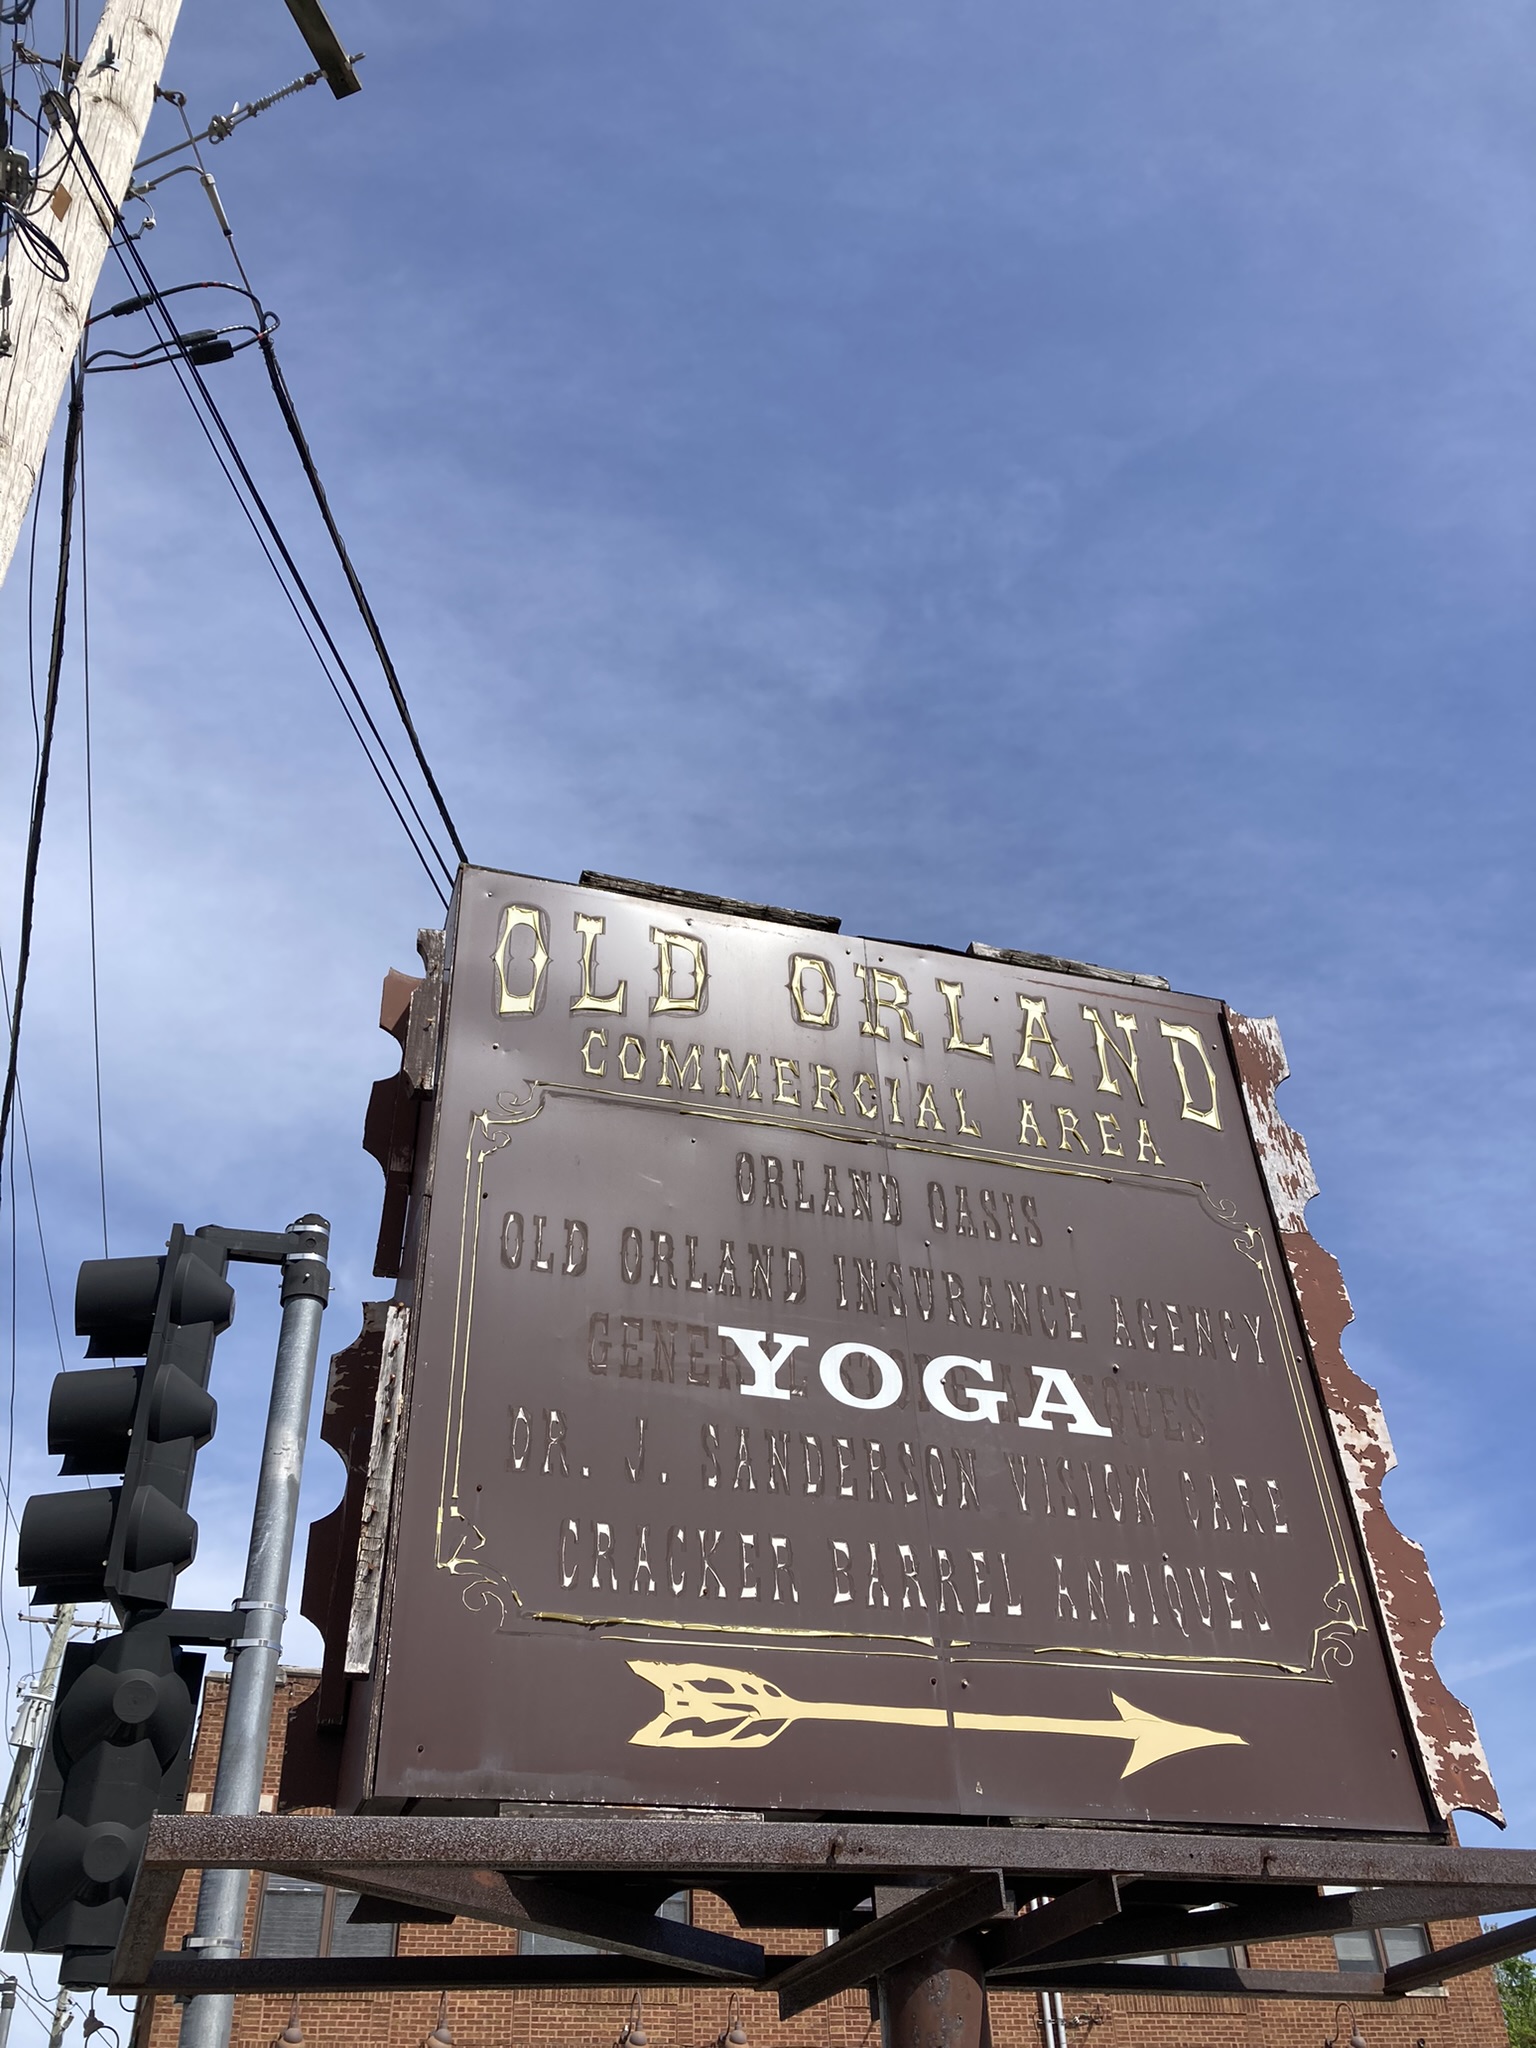 OLD ORLAND
COMMERCIAL AREA
ORLAND OASIS
OLD ORLAND INSURANCE AGENCY
YOGA
DR. J. SANDERSON VISION CARE
CRACKER BARREL ANTIQUES